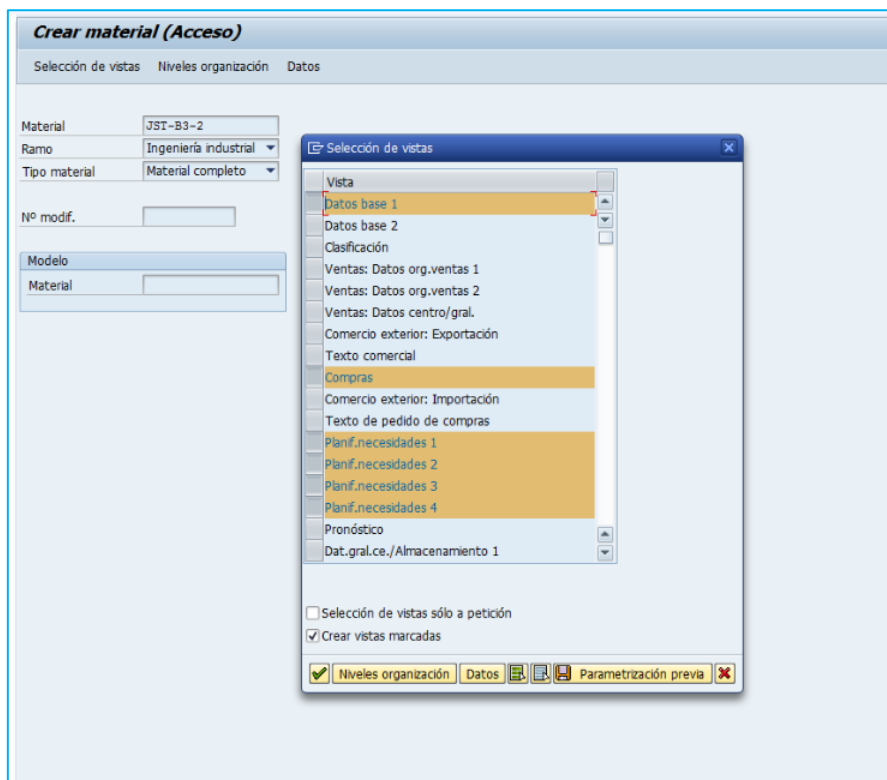 Crear material (Acceso)
Selección de vistas Niveles organización Datos
Material JST-B3-2
Ramo Ingeniería industrial
Tipo material Material completo
Nº modif.
Modelo
Material
Selección de vistas
Vista
Datos base 1
Datos base 2
Clasificación
Ventas: Datos org.ventas 1
Ventas: Datos org.ventas 2
Ventas: Datos centro/gral.
Comercio exterior: Exportación
Texto comercial
Compras
Comercio exterior: Importación
Texto de pedido de compras
Planif.necesidades 1
Planif.necesidades 2
Planif.necesidades 3
Planif.necesidades 4
Pronóstico
Dat.gral.ce./Almacenamiento 1
Selección de vistas sólo a petición
Crear vistas marcadas
Niveles organización Datos Parametrización previa